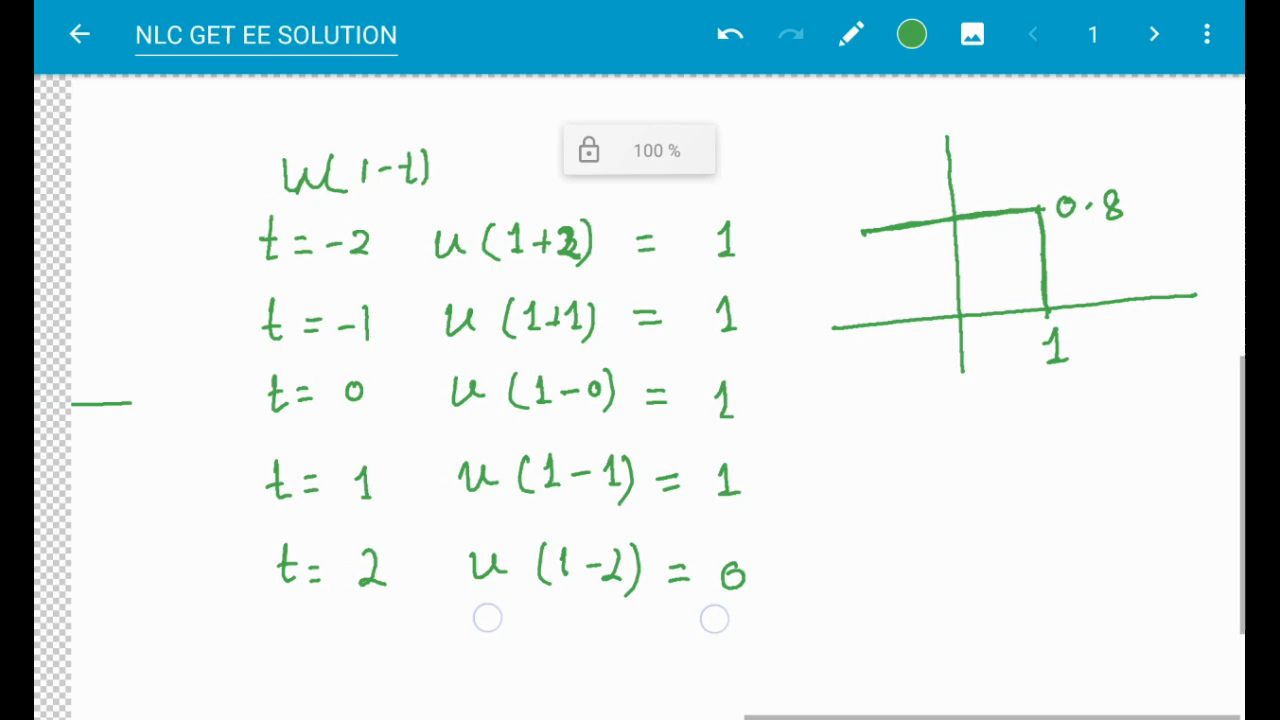 NLC GET EE SOLUTION
1
100 %
u(1-t)
t = -2 u(1+2) = 1
t = -1 u(1+1) = 1
t = 0 u(1-0) = 1
t = 1 u(1-1) = 1
t = 2 u(1-2) = 0
0.8
1